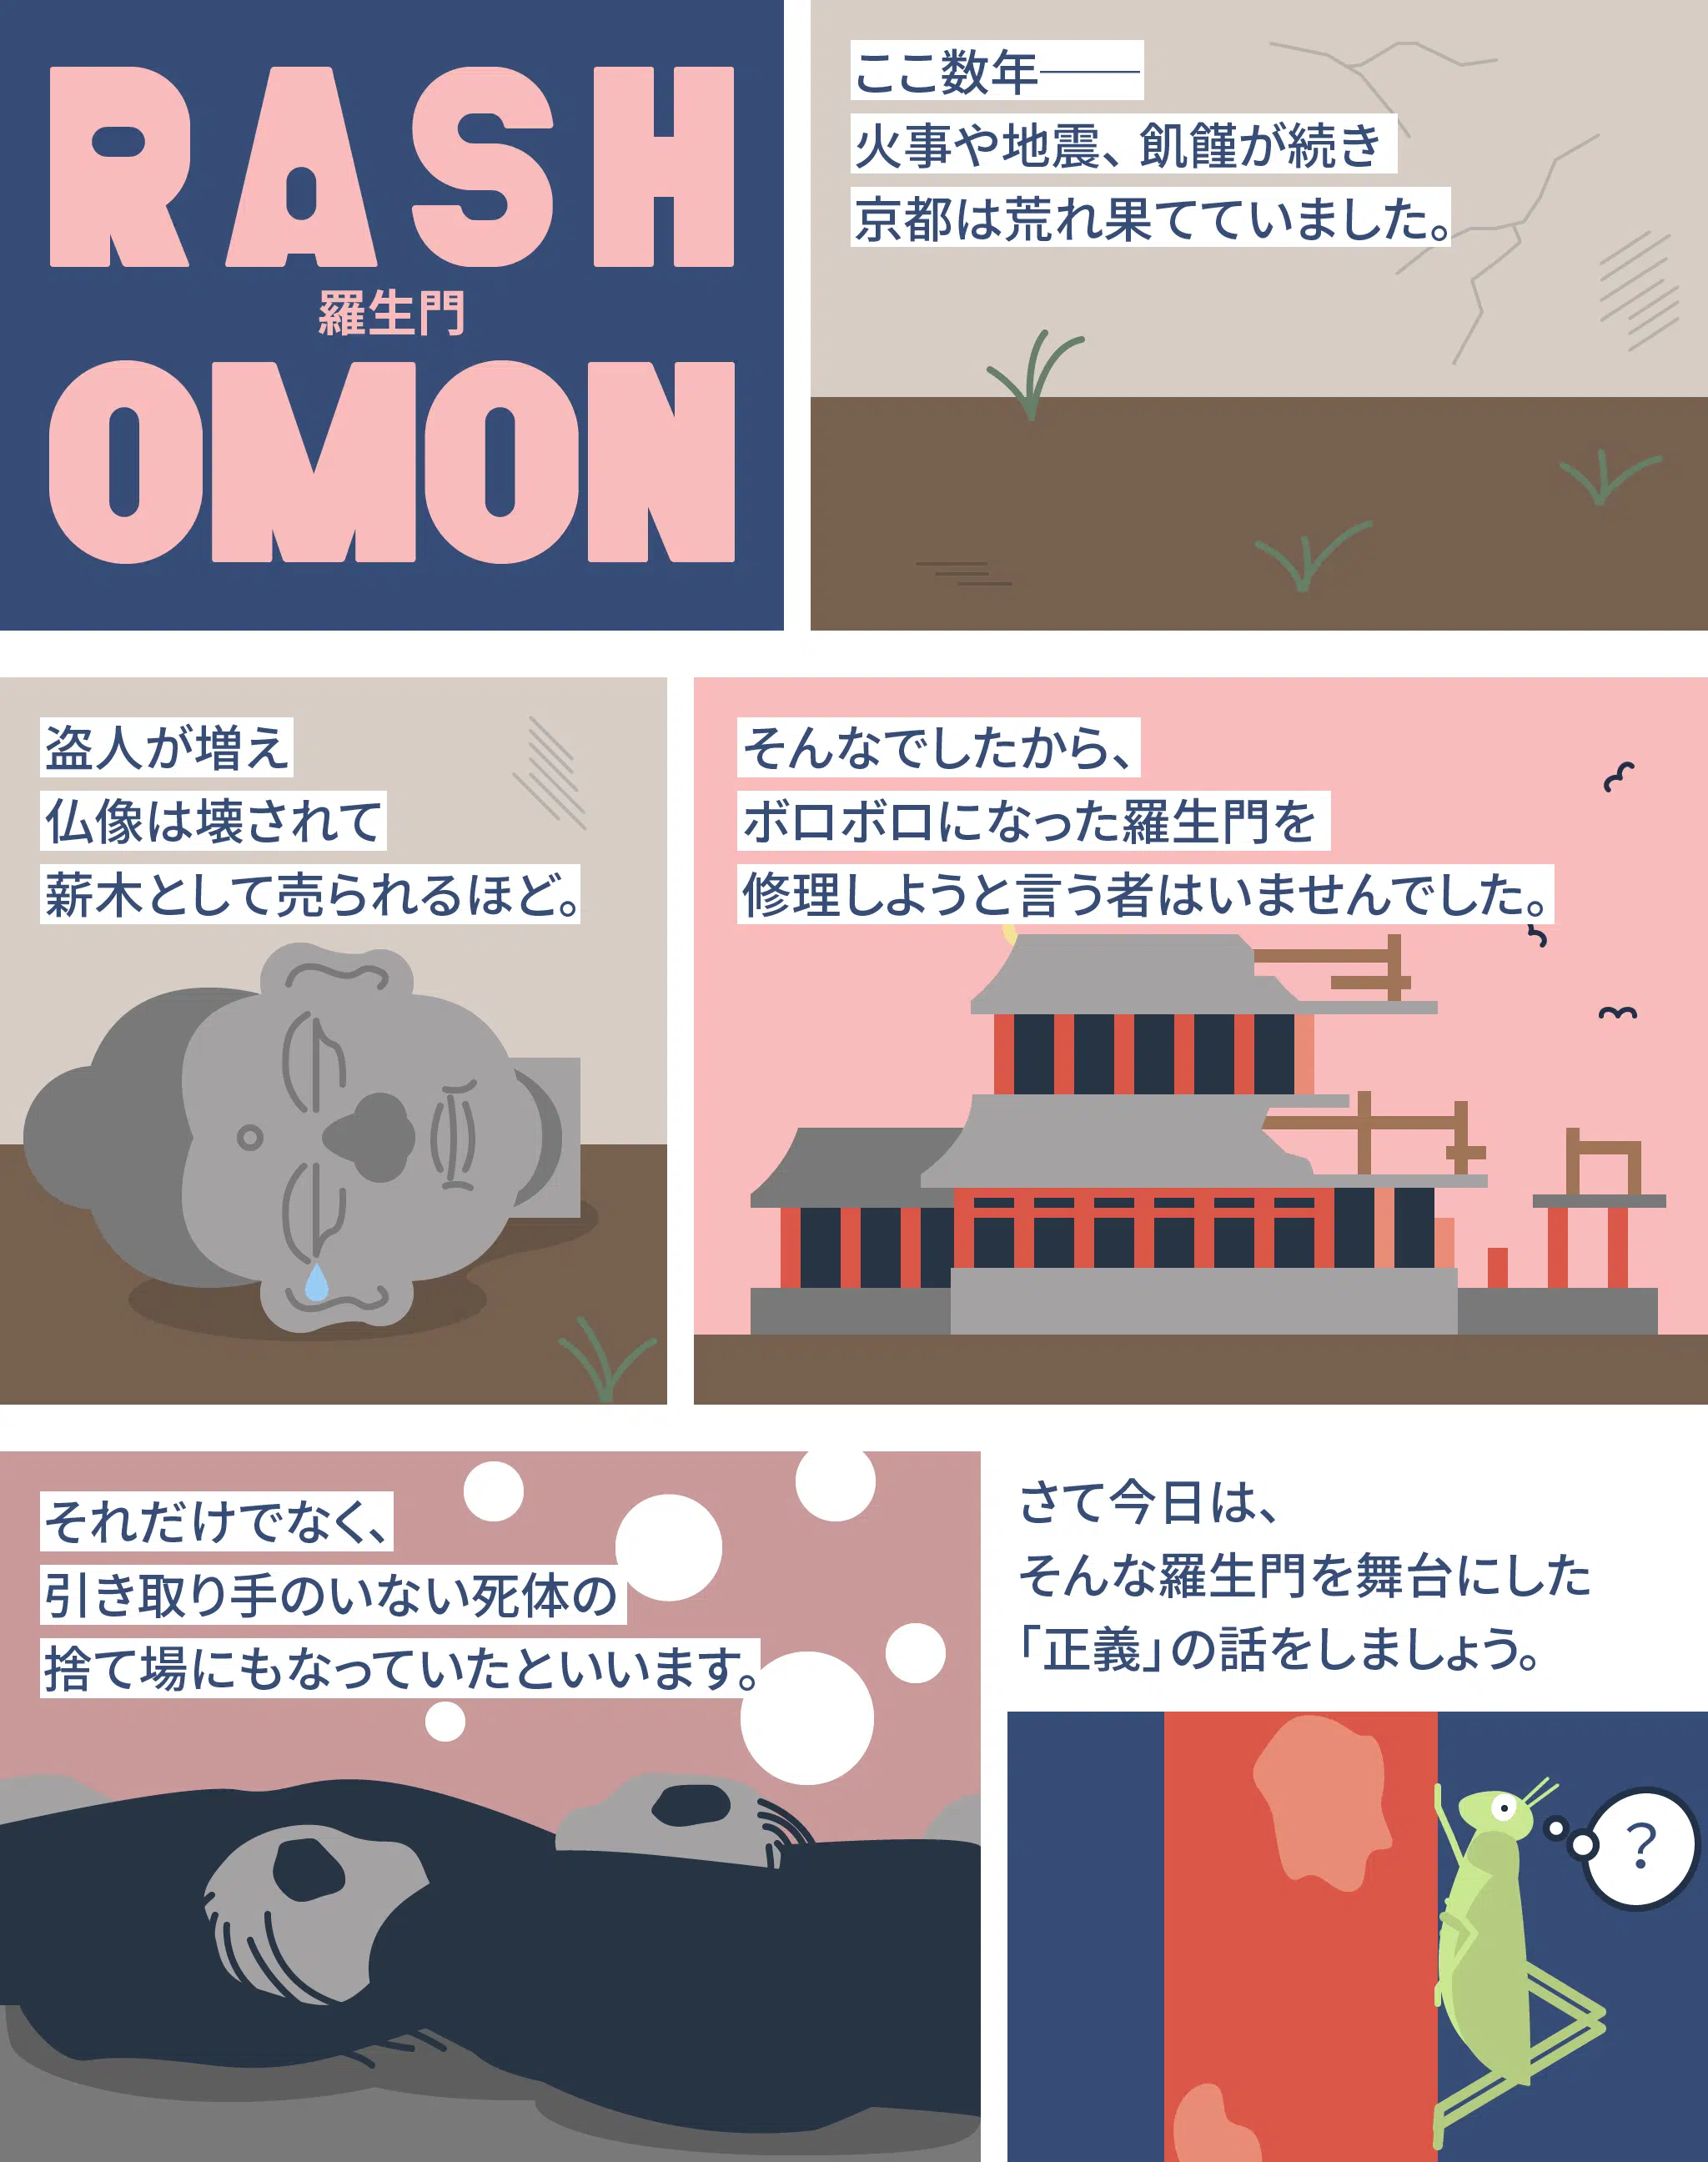 RASH
羅生門
OMON
ここ数年――
火事や地震、飢饉が続き
京都は荒れ果てていました。
盗人が増え
仏像は壊されて
薪木として売られるほど。
そんなでしたから、
ボロボロになった羅生門を
修理しようと言う者はいませんでした。
それだけでなく、
引き取り手のいない死体の
捨て場にもなっていたといいます。
さて今日は、
そんな羅生門を舞台にした
「正義」の話をしましょう。
?